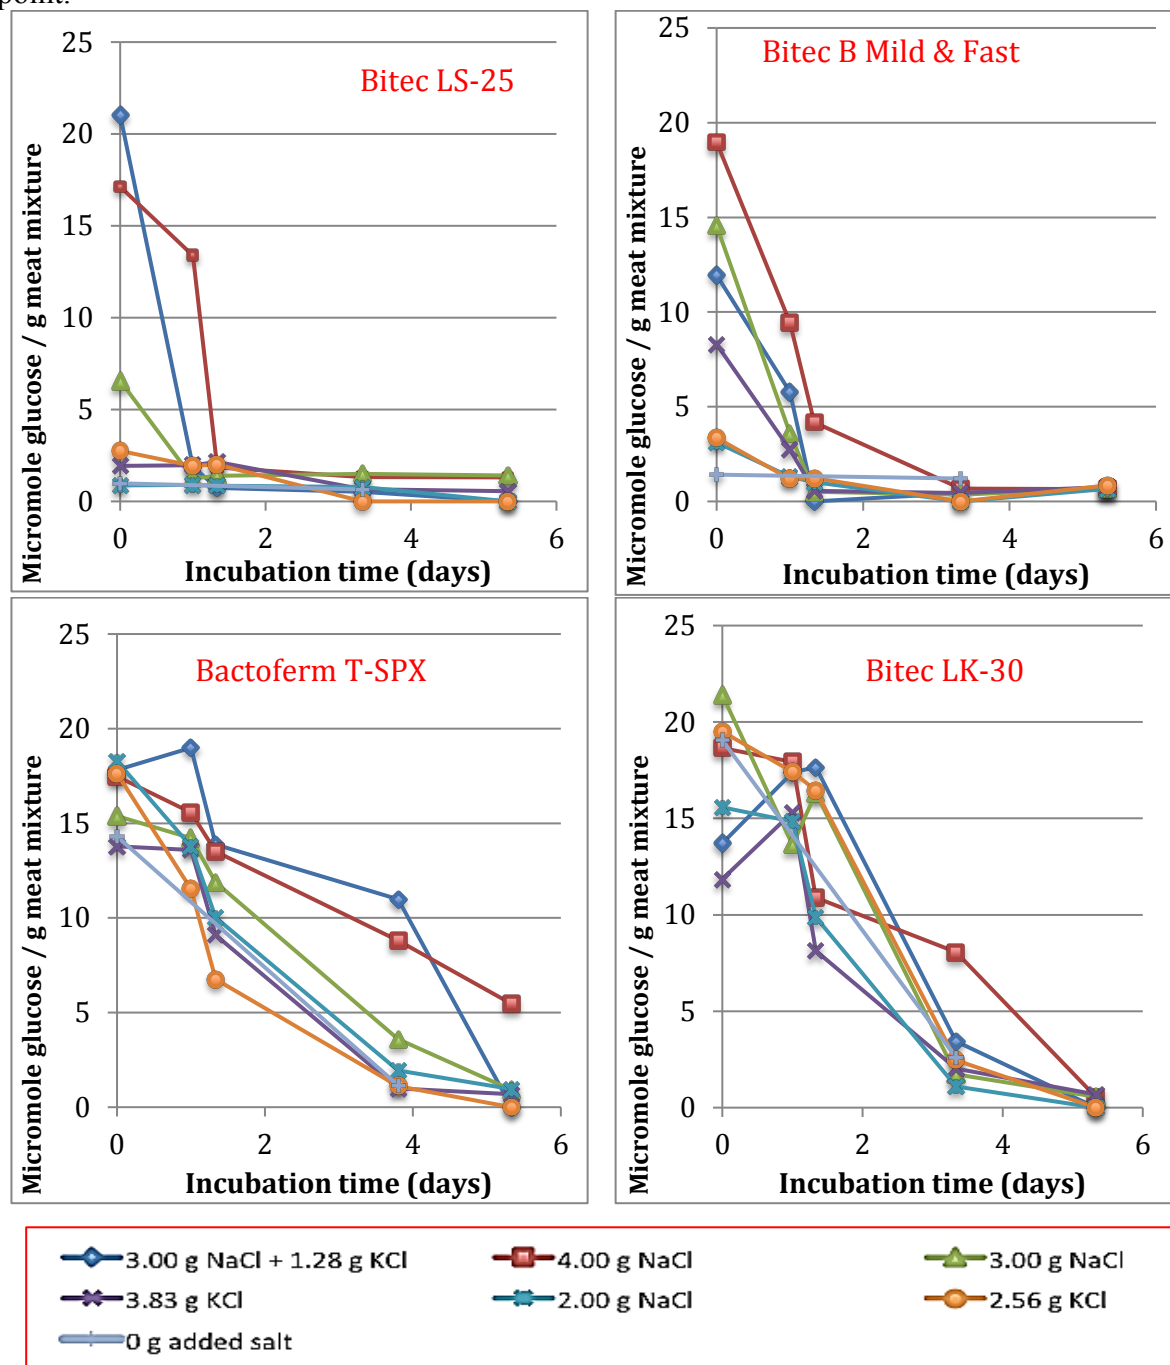 point.
25
20
15
10
5
0
0 2 4 6
Micromole glucose / g meat mixture
Incubation time (days)
Bitec LS-25
25
20
15
10
5
0
0 2 4 6
Micromole glucose / g meat mixture
Incubation time (days)
Bitec B Mild & Fast
25
20
15
10
5
0
0 2 4 6
Micromole glucose / g meat mixture
Incubation time (days)
Bactoferm T-SPX
25
20
15
10
5
0
0 2 4 6
Micromole glucose / g meat mixture
Incubation time (days)
Bitec LK-30
3.00 g NaCl + 1.28 g KCl 4.00 g NaCl 3.00 g NaCl
3.83 g KCl 2.00 g NaCl 2.56 g KCl
0 g added salt